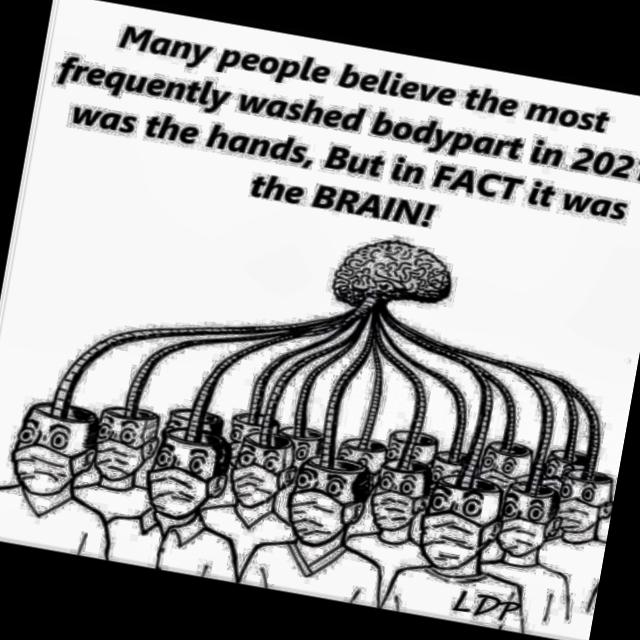 Many people believe the most
frequently washed bodypart in 2021
was the hands, But in FACT it was
the BRAIN!
LDP